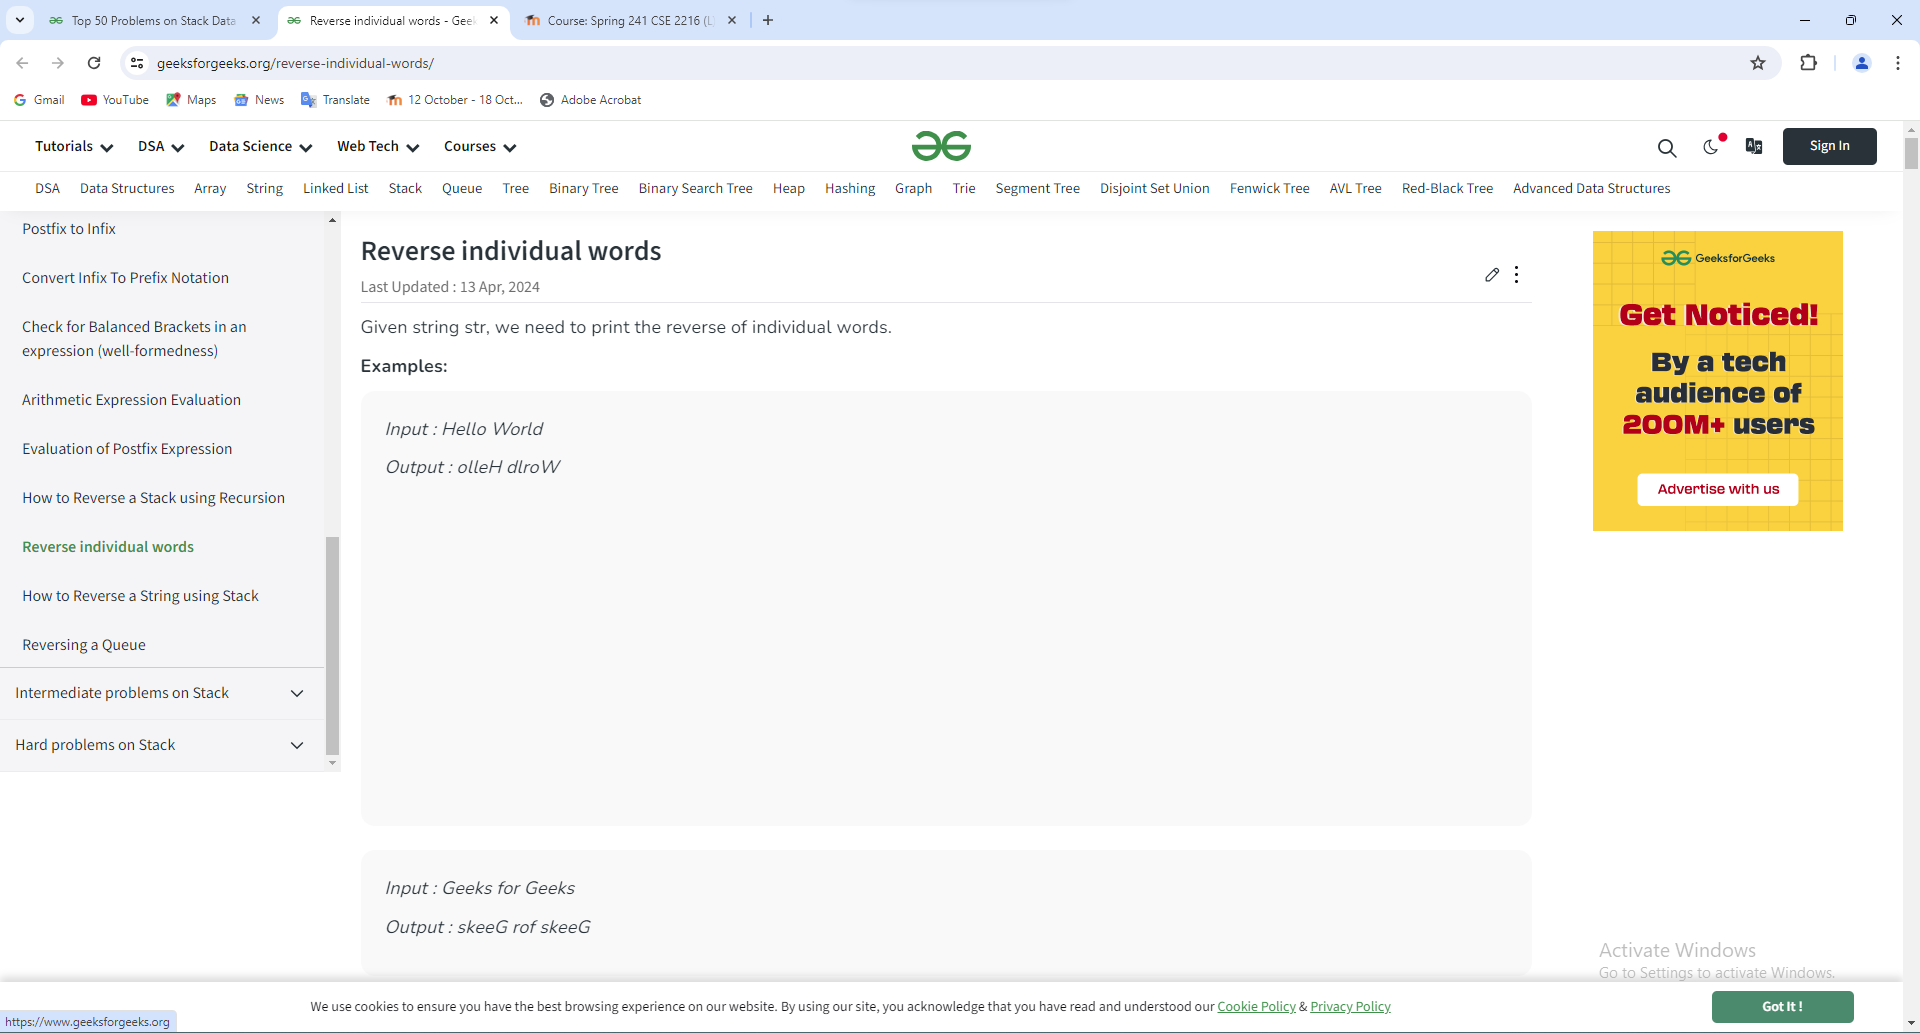 Top 50 Problems on Stack Data
Reverse individual words - Geek
Course: Spring 241 CSE 2216 (L
geeksforgeeks.org/reverse-individual-words/
Gmail
YouTube
Maps
News
Translate
12 October - 18 Oct...
Adobe Acrobat
Tutorials
DSA
Data Science
Web Tech
Courses
Sign In
DSA
Data Structures
Array
String
Linked List
Stack
Queue
Tree
Binary Tree
Binary Search Tree
Heap
Hashing
Graph
Trie
Segment Tree
Disjoint Set Union
Fenwick Tree
AVL Tree
Red-Black Tree
Advanced Data Structures
Postfix to Infix
Convert Infix To Prefix Notation
Check for Balanced Brackets in an
expression (well-formedness)
Arithmetic Expression Evaluation
Evaluation of Postfix Expression
How to Reverse a Stack using Recursion
Reverse individual words
How to Reverse a String using Stack
Reversing a Queue
Intermediate problems on Stack
Hard problems on Stack
Reverse individual words
Last Updated : 13 Apr, 2024
Given string str, we need to print the reverse of individual words.
Examples:
Input : Hello World
Output : olleH dlroW
Input : Geeks for Geeks
Output : skeeG rof skeeG
GeeksforGeeks
Get Noticed!
By a tech
audience of
200M+ users
Advertise with us
Activate Windows
Go to Settings to activate Windows.
We use cookies to ensure you have the best browsing experience on our website. By using our site, you acknowledge that you have read and understood our Cookie Policy & Privacy Policy
Got It !
https://www.geeksforgeeks.org